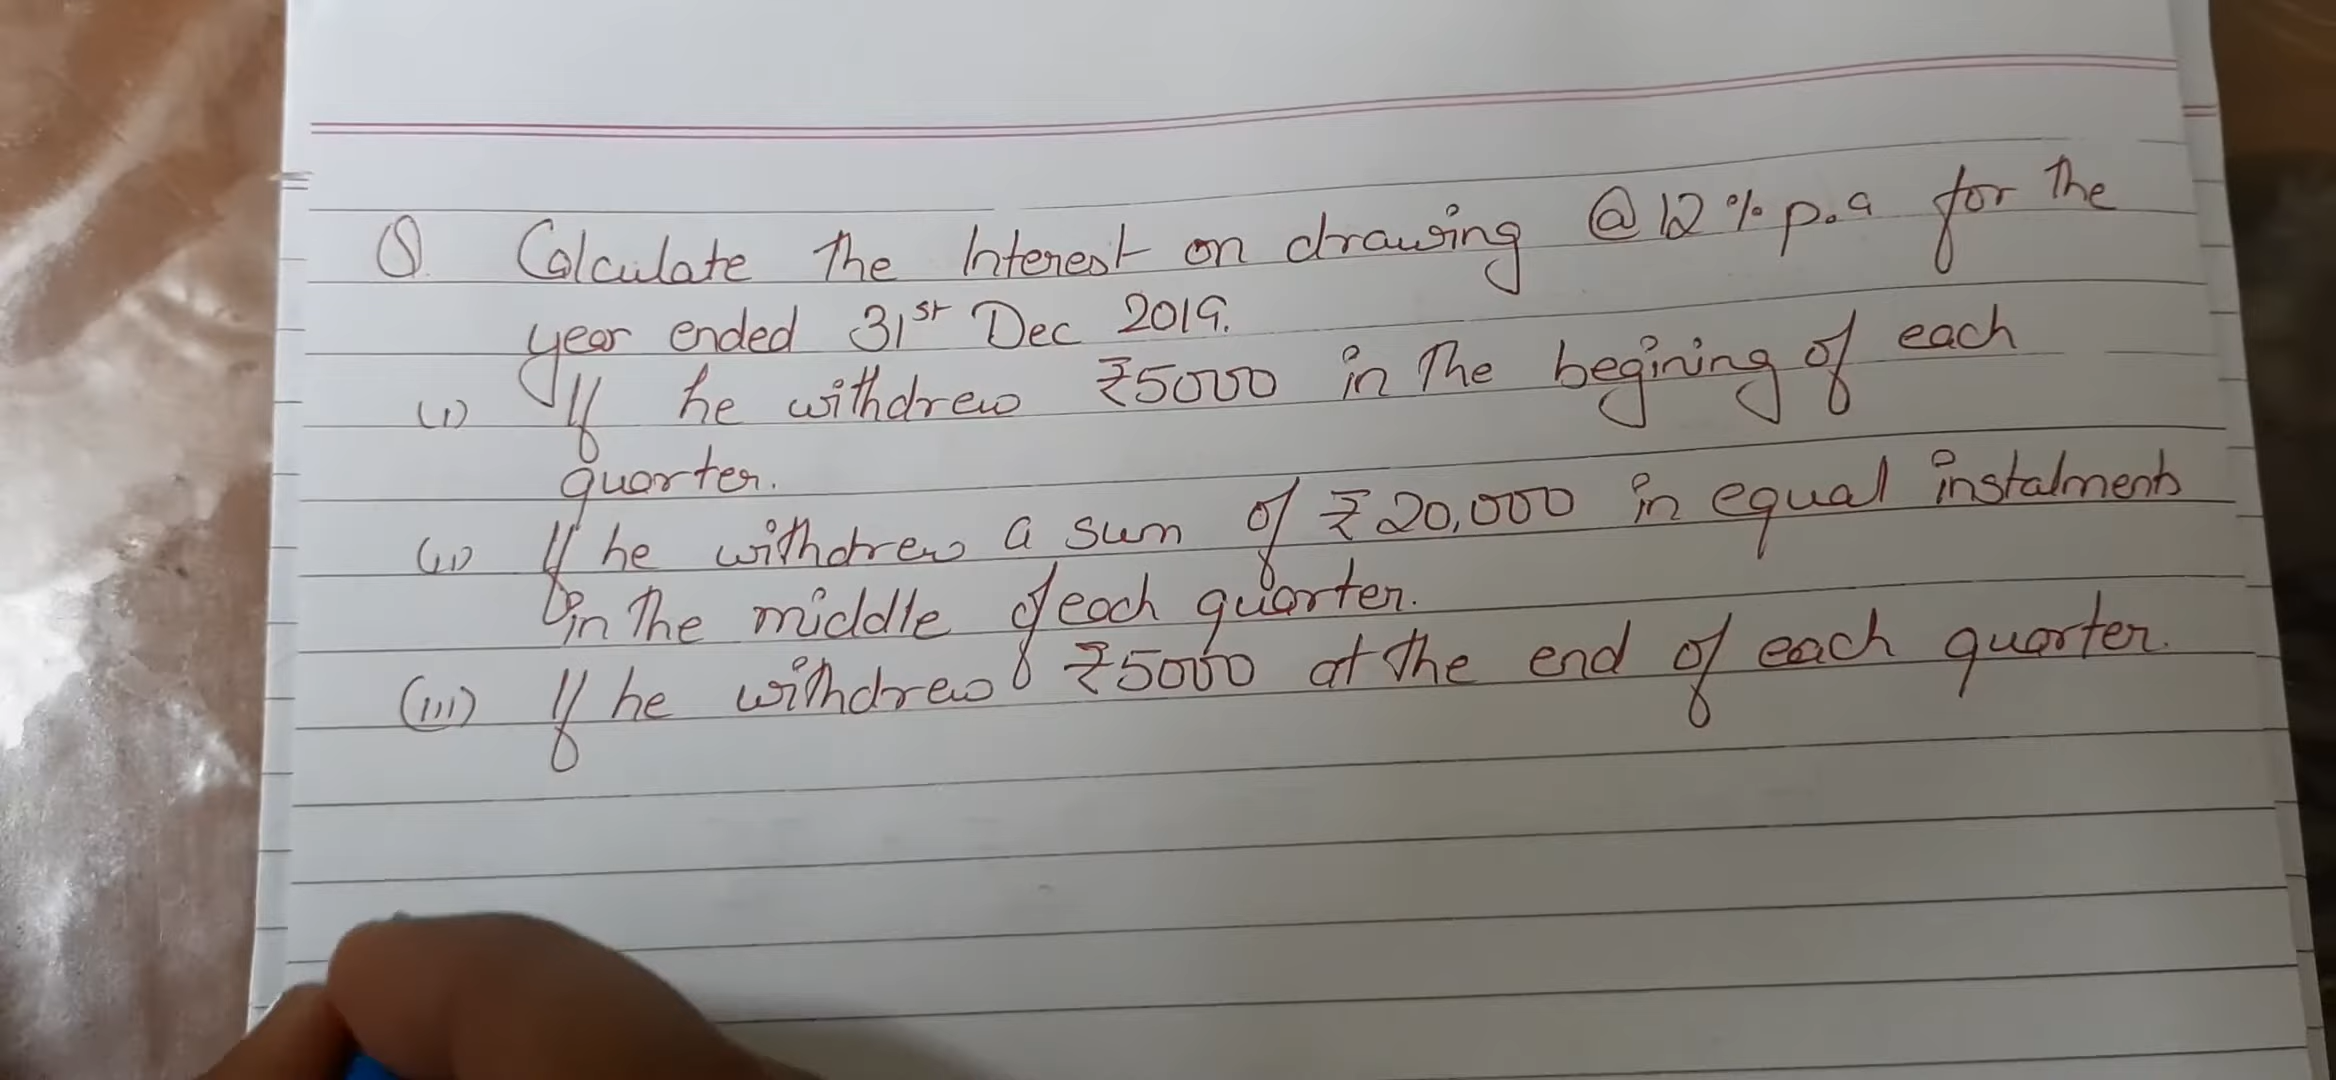 Q. Calculate the Interest on drawing @ 12 % p.a for the
year ended 31st Dec 2019.
(i) If he withdrew ₹5000 in the begining of each
quarter.
(ii) If he withdrew a sum of ₹20,000 in equal instalments
in the middle of each quarter.
(iii) If he withdrew ₹5000 at the end of each quarter.